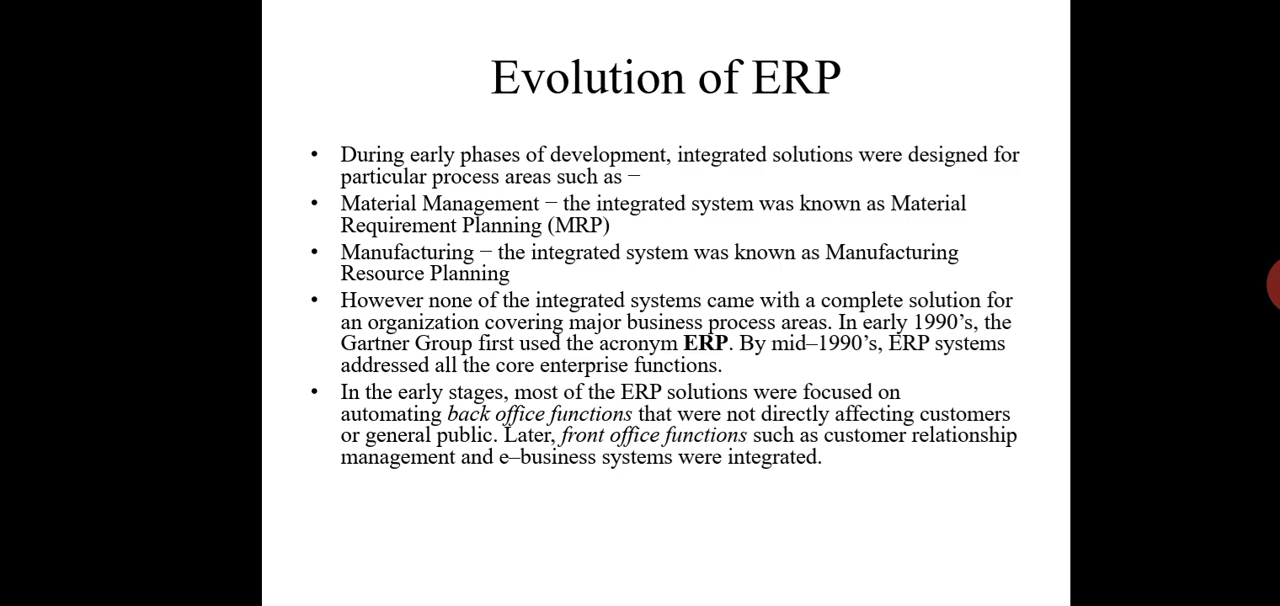 Evolution of ERP
• During early phases of development, integrated solutions were designed for
particular process areas such as −
• Material Management − the integrated system was known as Material
Requirement Planning (MRP)
• Manufacturing − the integrated system was known as Manufacturing
Resource Planning
• However none of the integrated systems came with a complete solution for
an organization covering major business process areas. In early 1990’s, the
Gartner Group first used the acronym ERP. By mid–1990’s, ERP systems
addressed all the core enterprise functions.
• In the early stages, most of the ERP solutions were focused on
automating back office functions that were not directly affecting customers
or general public. Later, front office functions such as customer relationship
management and e–business systems were integrated.